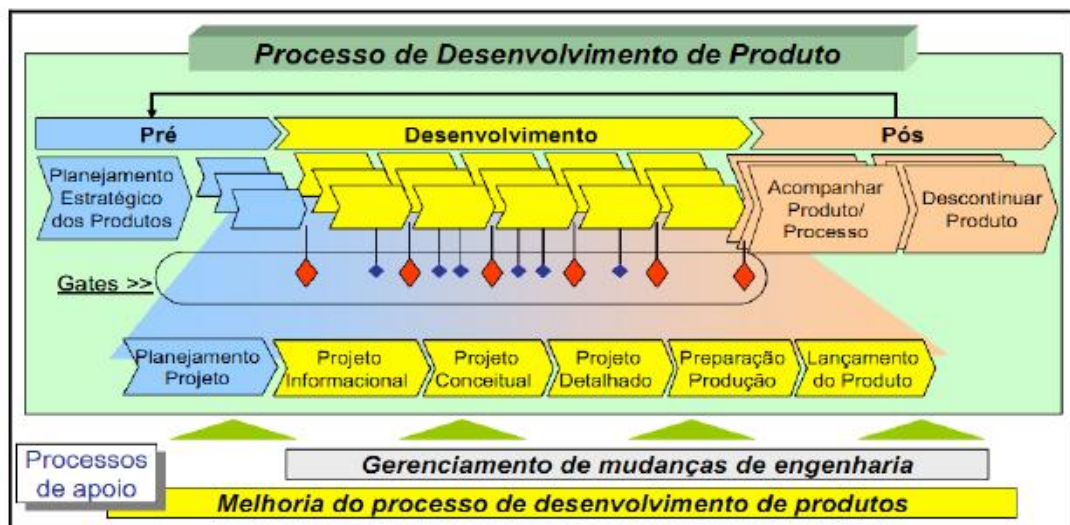 Processo de Desenvolvimento de Produto
Pré
Desenvolvimento
Pós
Planejamento
Estratégico
dos Produtos
Acompanhar
Produto/
Processo
Descontinuar
Produto
Gates >>
Planejamento
Projeto
Projeto
Informacional
Projeto
Conceitual
Projeto
Detalhado
Preparação
Produção
Lançamento
do Produto
Processos
de apoio
Gerenciamento de mudanças de engenharia
Melhoria do processo de desenvolvimento de produtos